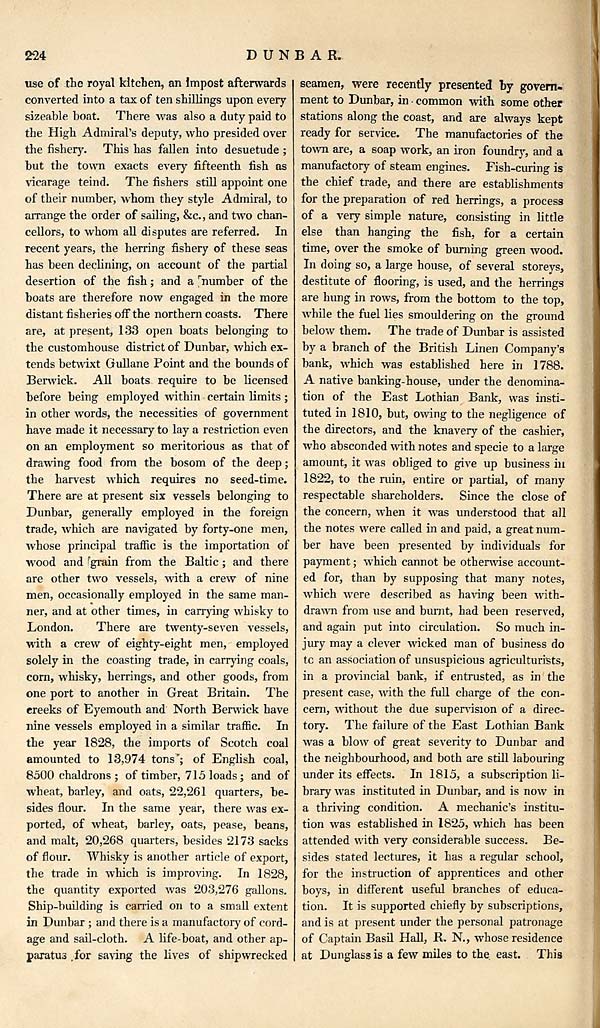 224
DUNBAR.
use of the royal kitchen, an impost afterwards
converted into a tax of ten shillings upon every
sizeable boat. There was also a duty paid to
the High Admiral's deputy, who presided over
the fishery. This has fallen into desuetude ;
but the town exacts every fifteenth fish as
vicarage teind. The fishers still appoint one
of their number, whom they style Admiral, to
arrange the order of sailing, &c., and two chan-
cellors, to whom all disputes are referred. In
recent years, the herring fishery of these seas
has been declining, on account of the partial
desertion of the fish; and a number of the
boats are therefore now engaged in the more
distant fisheries off the northern coasts. There
are, at present, 133 open boats belonging to
the customhouse district of Dunbar, which ex-
tends betwixt Gullane Point and the bounds of
Berwick. All boats require to be licensed
before being employed within certain limits ;
in other words, the necessities of government
have made it necessary to lay a restriction even
on an employment so meritorious as that of
drawing food from the bosom of the deep ;
the harvest which requires no seed-time.
There are at present six vessels belonging to
Dunbar, generally employed in the foreign
trade, which are navigated by forty-one men,
whose principal traffic is the importation of
wood and grain from the Baltic ; and there
are other two vessels, with a crew of nine
men, occasionally employed in the same man-
ner, and at other times, in carrying whisky to
London. There are twenty-seven vessels,
with a crew of eighty-eight men, employed
solely in the coasting trade, in carrying coals,
corn, whisky, herrings, and other goods, from
one port to another in Great Britain. The
creeks of Eyemouth and North Berwick have
nine vessels employed in a similar traffic. In
the year 1828, the imports of Scotch coal
amounted to 13,974 tons; of English coal,
8500 chaldrons ; of timber, 715 loads ; and of
wheat, barley, and oats, 22,261 quarters, be-
sides flour. In the same year, there was ex-
ported, of wheat, barley, oats, pease, beans,
and malt, 20,268 quarters, besides 2173 sacks
of flour. Whisky is another article of export,
the trade in which is improving. In 1828,
the quantity exported was 203,276 gallons.
Ship-building is carried on to a small extent
in Dunbar ; and there is a manufactory of cord-
age and sail-cloth. A life-boat, and other ap-
paratus for saving the lives of shipwrecked
seamen, were recently presented by govern-
ment to Dunbar, in common with some other
stations along the coast, and are always kept
ready for service. The manufactories of the
town are, a soap work, an iron foundry, and a
manufactory of steam engines. Fish-curing is
the chief trade, and there are establishments
for the preparation of red herrings, a process
of a very simple nature, consisting in little
else than hanging the fish, for a certain
time, over the smoke of burning green wood.
In doing so, a large house, of several storeys,
destitute of flooring, is used, and the herrings
are hung in rows, from the bottom to the top,
while the fuel lies smouldering on the ground
below them. The trade of Dunbar is assisted
by a branch of the British Linen Company's
bank, which was established here in 1788.
A native banking-house, under the denomina-
tion of the East Lothian Bank, was insti-
tuted in 1810, but, owing to the negligence of
the directors, and the knavery of the cashier,
who absconded with notes and specie to a large
amount, it was obliged to give up business in
1822, to the ruin, entire or partial, of many
respectable shareholders. Since the close of
the concern, when it was understood that all
the notes were called in and paid, a great num-
ber have been presented by individuals for
payment ; which cannot be otherwise account-
ed for, than by supposing that many notes,
which were described as having been with-
drawn from use and burnt, had been reserved,
and again put into circulation. So much in-
jury may a clever wicked man of business do
to an association of unsuspicious agriculturists,
in a provincial bank, if entrusted, as in the
present case, with the full charge of the con-
cern, without the due supervision of a direc-
tory. The failure of the East Lothian Bank
was a blow of great severity to Dunbar and
the neighbourhood, and both are still labouring
under its effects. In 1815, a subscription li-
brary was instituted in Dunbar, and is now in
a thriving condition. A mechanic's institu-
tion was established in 1825, which has been
attended with very considerable success. Be-
sides stated lectures, it has a regular school,
for the instruction of apprentices and other
boys, in different useful branches of educa-
tion. It is supported chiefly by subscriptions,
and is at present under the personal patronage
of Captain Basil Hall, R. N., whose residence
at Dunglass is a few miles to the east. This